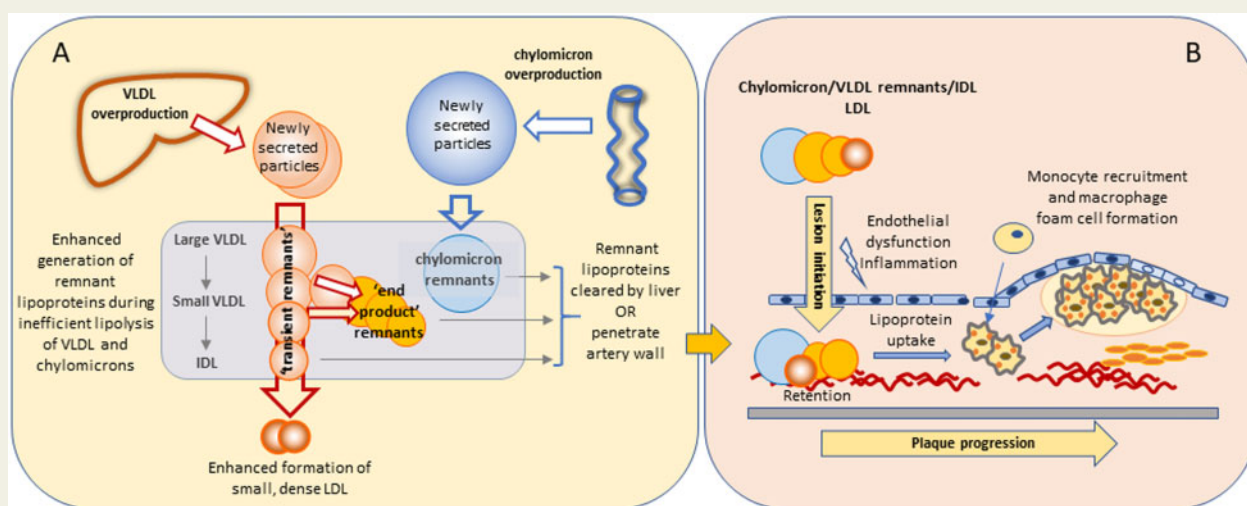 A
VLDL
overproduction
Newly
secreted
particles
chylomicron
overproduction
Newly
secreted
particles
Enhanced
generation of
remnant
lipoproteins during
inefficient lipolysis
of VLDL and
chylomicrons
Large VLDL
Small VLDL
IDL
'transient remnants'
'end
product'
remnants
chylomicron
remnants
Remnant
lipoproteins
cleared by liver
OR
penetrate
artery wall
Enhanced formation of
small, dense LDL
B
Chylomicron/VLDL remnants/IDL
LDL
Lesion initiation
Endothelial
dysfunction
Inflammation
Monocyte recruitment
and macrophage
foam cell formation
Lipoprotein
uptake
Retention
Plaque progression